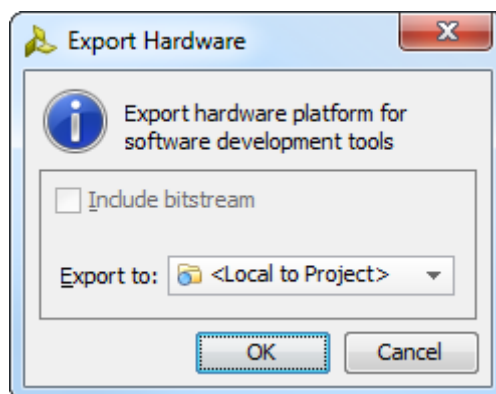 Export Hardware
Export hardware platform for
software development tools
Include bitstream
Export to: <Local to Project>
OK Cancel